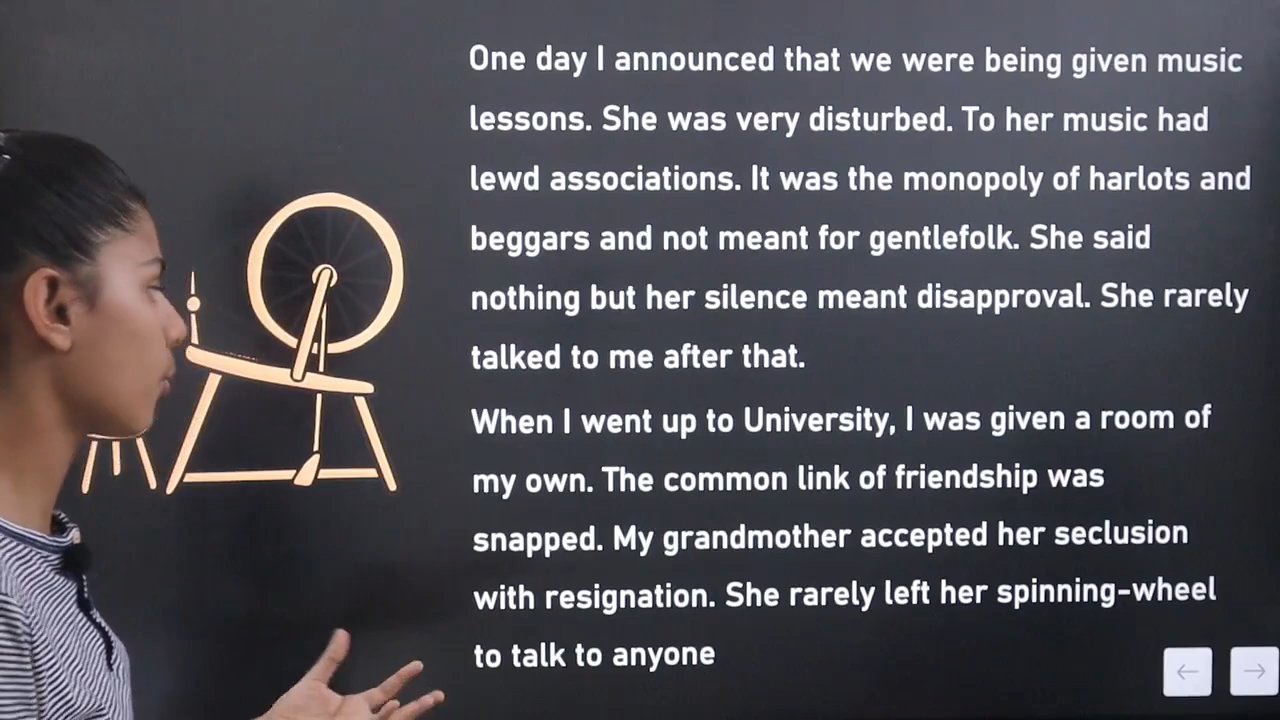 One day I announced that we were being given music
lessons. She was very disturbed. To her music had
lewd associations. It was the monopoly of harlots and
beggars and not meant for gentlefolk. She said
nothing but her silence meant disapproval. She rarely
talked to me after that.
When I went up to University, I was given a room of
my own. The common link of friendship was
snapped. My grandmother accepted her seclusion
with resignation. She rarely left her spinning-wheel
to talk to anyone